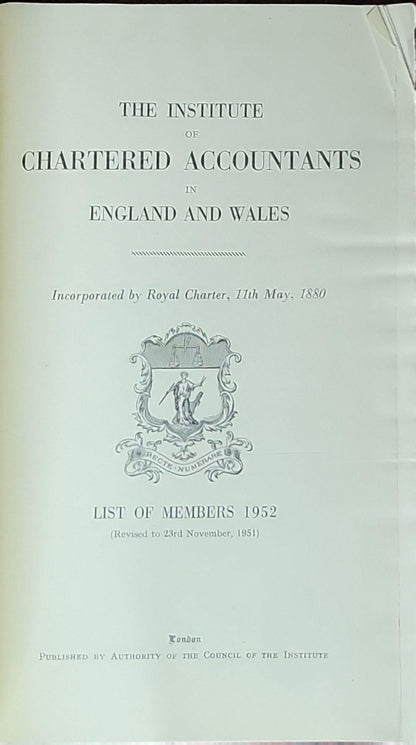 THE INSTITUTE
OF
CHARTERED ACCOUNTANTS
IN
ENGLAND AND WALES
Incorporated by Royal Charter, 11th May, 1880
RECTE NUMERARE
LIST OF MEMBERS 1952
(Revised to 23rd November, 1951)
London
PUBLISHED BY AUTHORITY OF THE COUNCIL OF THE INSTITUTE